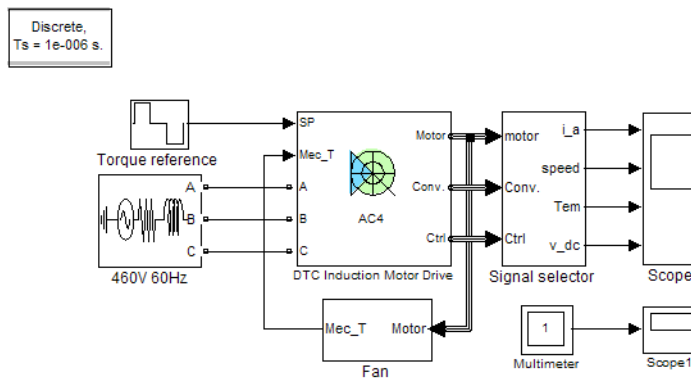 Discrete,
Ts = 1e-006 s.
Torque reference
SP
Mec_T
A
B
C
Motor
Conv.
Ctrl
AC4
DTC Induction Motor Drive
A
B
C
460V 60Hz
motor
Conv.
Ctrl
i_a
speed
Tem
v_dc
Signal selector
Scope
Mec_T
Motor
Fan
1
Multimeter
Scope1